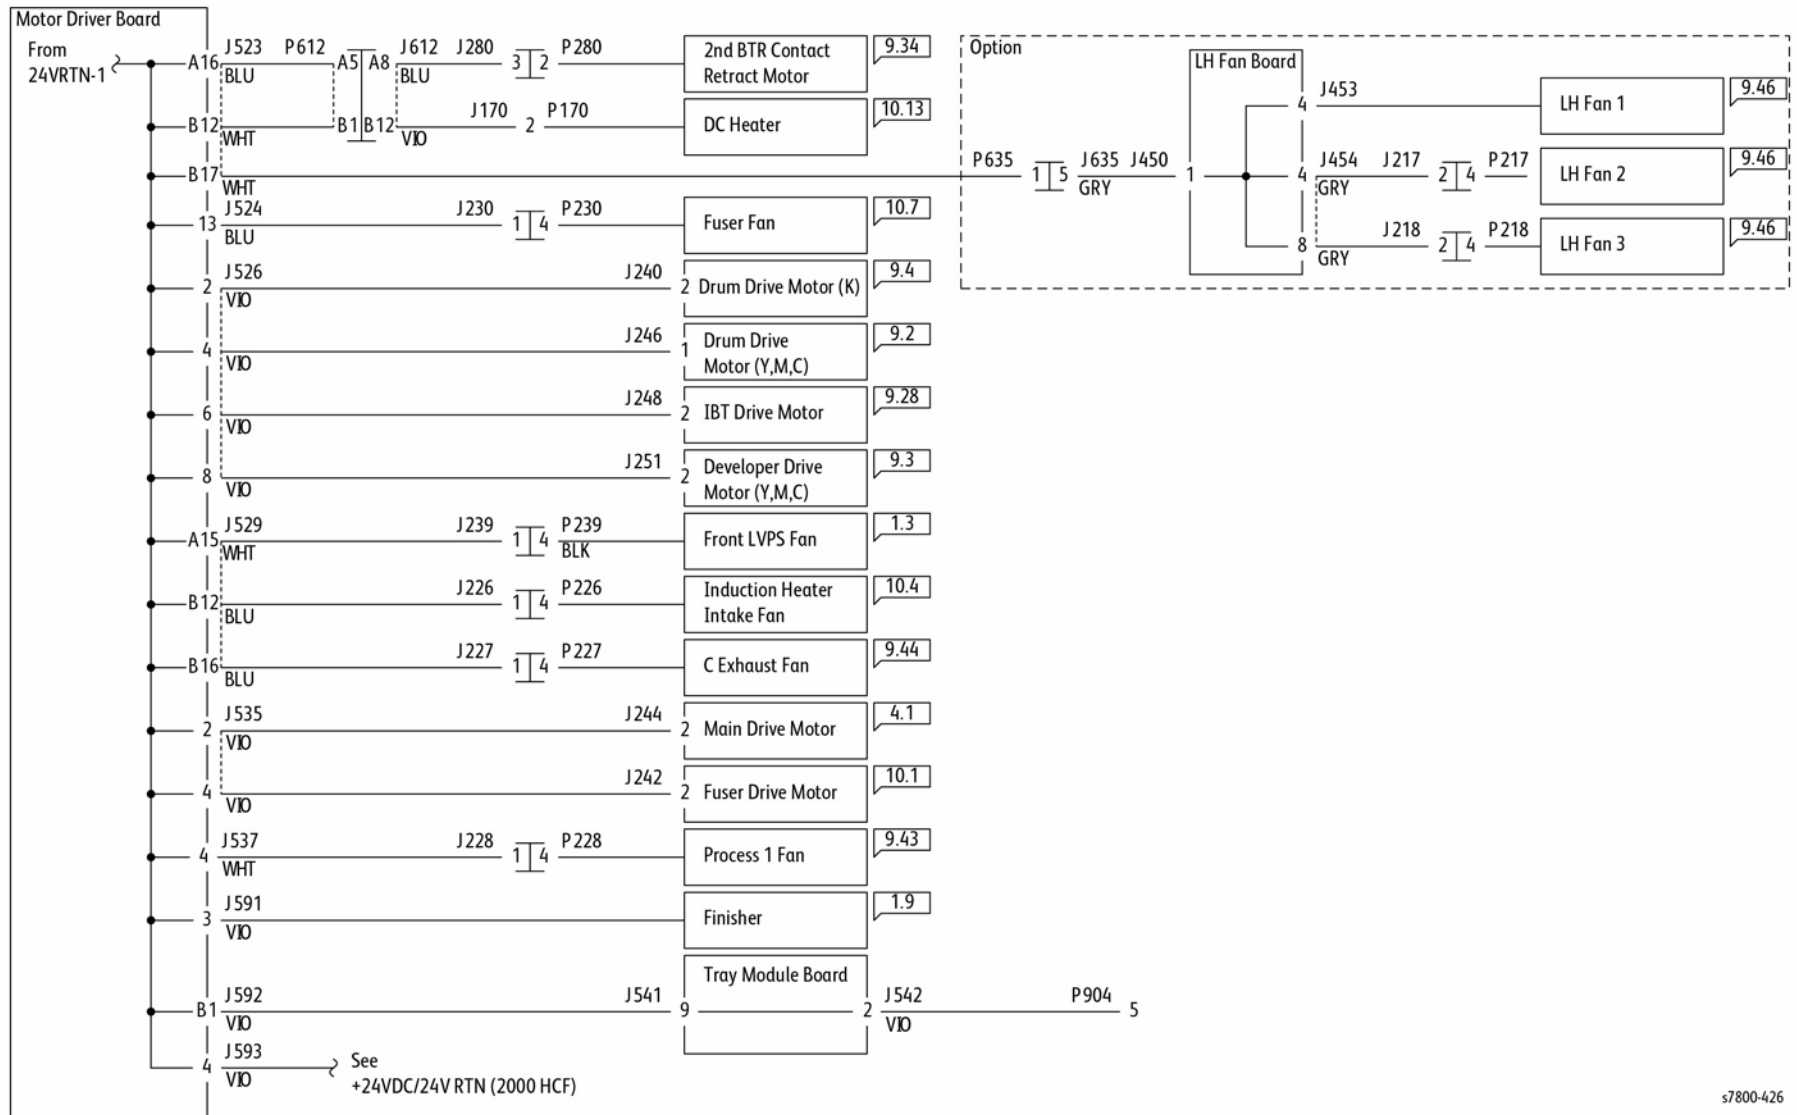 Motor Driver Board
From
24VRTN-1
A16 J523 P612 A5 A8 J612 J280 3 2 P280 2nd BTR Contact 9.34
BLU BLU Retract Motor
B12 B1 B12 J170 2 P170 DC Heater 10.13
WHT VIO
B17
WHT
13 J524 J230 1 4 P230 Fuser Fan 10.7
BLU
2 J526 J240 2 Drum Drive Motor (K) 9.4
VIO
4 J246 1 Drum Drive 9.2
VIO Motor (Y,M,C)
6 J248 2 IBT Drive Motor 9.28
VIO
8 J251 2 Developer Drive 9.3
VIO Motor (Y,M,C)
A15 J529 J239 1 4 P239 Front LVPS Fan 1.3
WHT BLK
B12 J226 1 4 P226 Induction Heater 10.4
BLU Intake Fan
B16 J227 1 4 P227 C Exhaust Fan 9.44
BLU
2 J535 J244 2 Main Drive Motor 4.1
VIO
4 J242 2 Fuser Drive Motor 10.1
VIO
4 J537 J228 1 4 P228 Process 1 Fan 9.43
WHT
3 J591 Finisher 1.9
VIO
Tray Module Board
B1 J592 J541 9 2 J542 P904 5
VIO VIO
4 J593 See
VIO +24VDC/24V RTN (2000 HCF)
Option
LH Fan Board
4 J453 LH Fan 1 9.46
P635 1 5 J635 J450 1 4 J454 J217 2 4 P217 LH Fan 2 9.46
GRY GRY
8 J218 2 4 P218 LH Fan 3 9.46
GRY
s7800-426